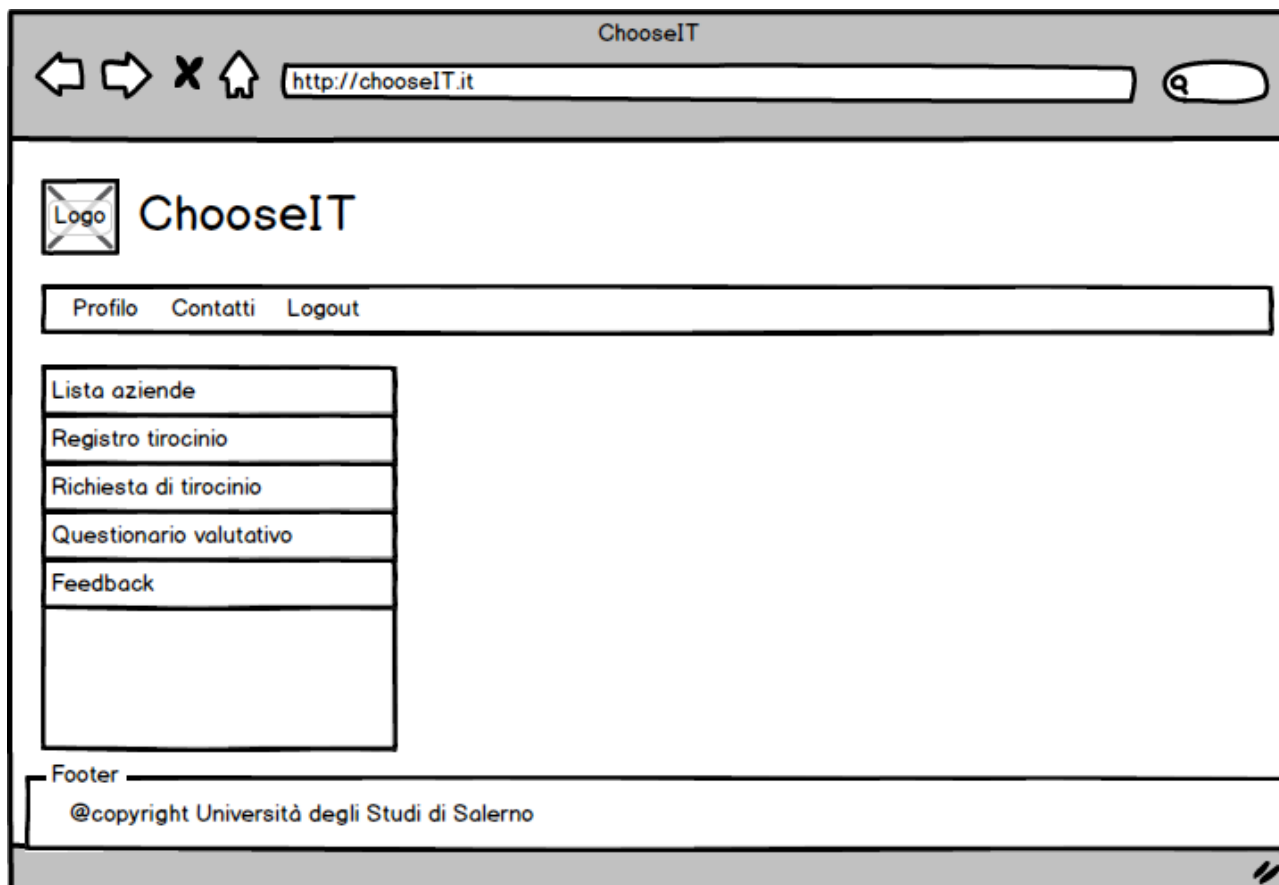 ChooseIT
http://chooseIT.it
Logo
ChooseIT
Profilo Contatti Logout
Lista aziende
Registro tirocinio
Richiesta di tirocinio
Questionario valutativo
Feedback
Footer
@copyright Università degli Studi di Salerno